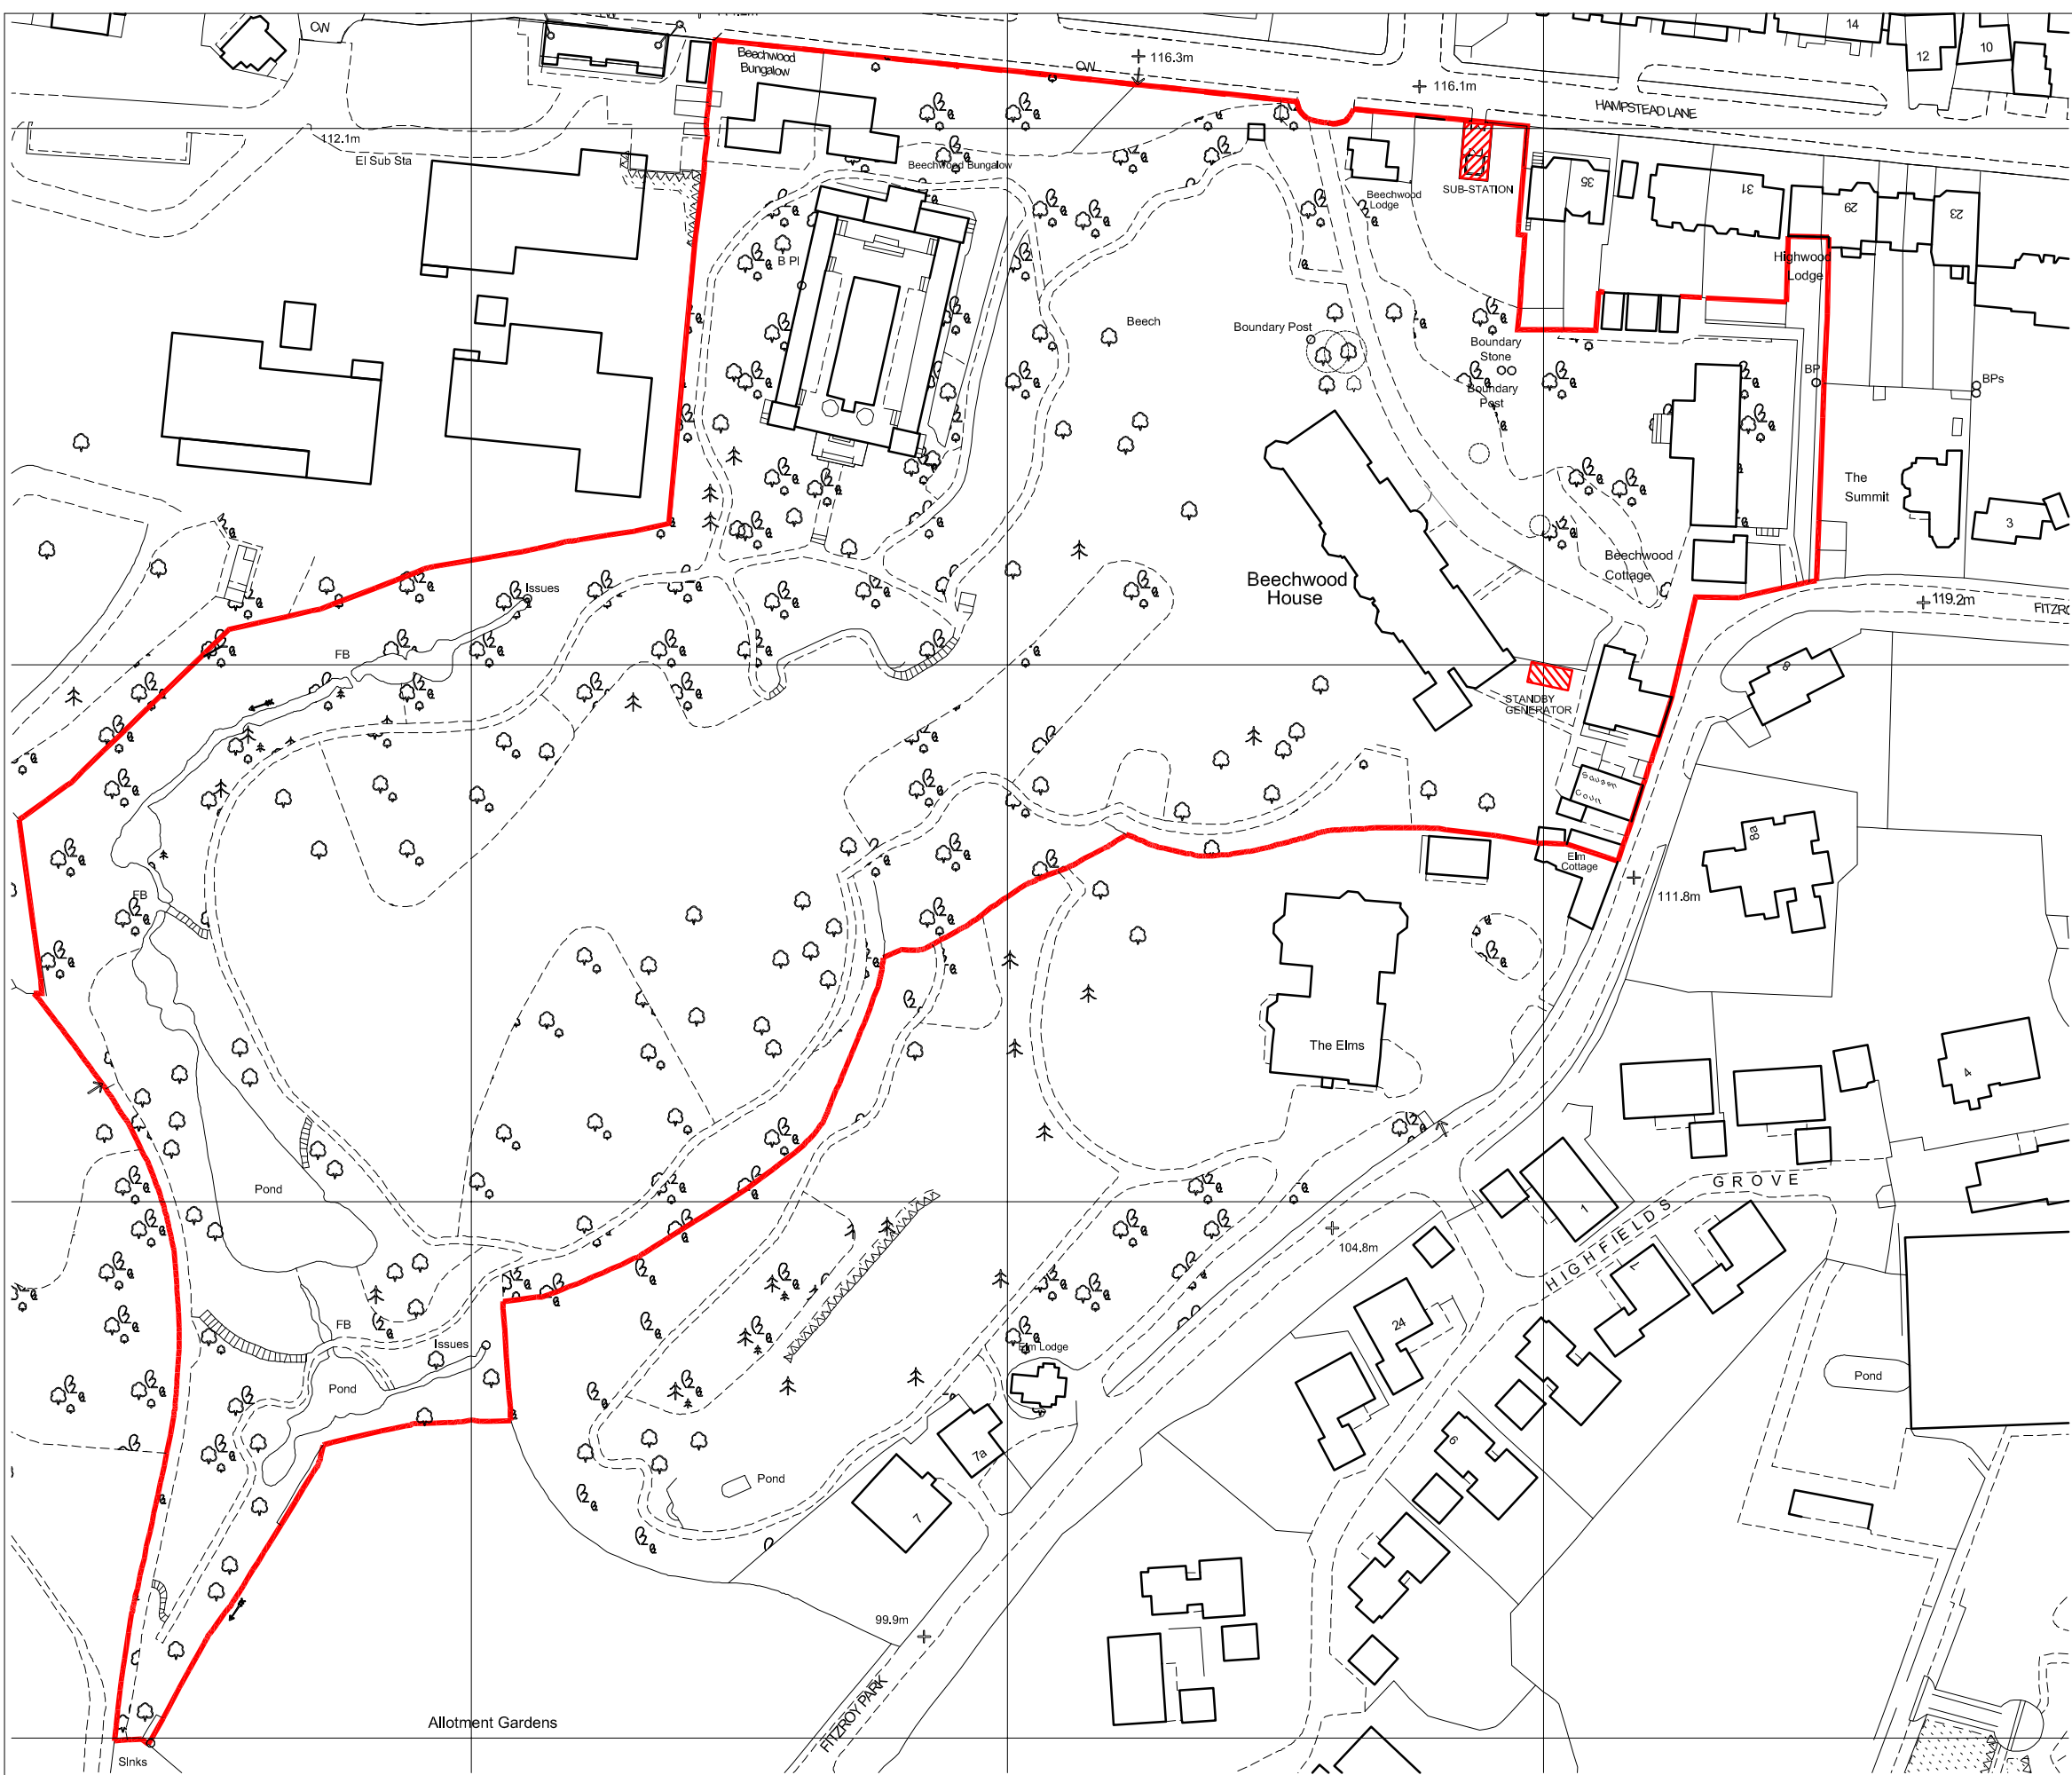 CW
14
12
10
Beechwood
Bungalow
CW
116.3m
116.1m
HAMPSTEAD LANE
112.1m
El Sub Sta
Beechwood Bungalow
Beechwood
Lodge
SUB-STATION
35
31
29
23
B Pl
Highwood
Lodge
Beech
Boundary Post
Boundary
Stone
Boundary
Post
BP
BPs
The
Summit
3
Beechwood
Cottage
Beechwood
House
Issues
119.2m
FB
8
STANDBY
GENERATOR
Squash
Court
8a
Elm
Cottage
111.8m
FB
The Elms
4
Pond
GROVE
HIGHFIELDS
1
104.8m
24
FB
Issues
Elm Lodge
Pond
Pond
6
7a
Pond
7
99.9m
FITZROY PARK
Allotment Gardens
Sinks